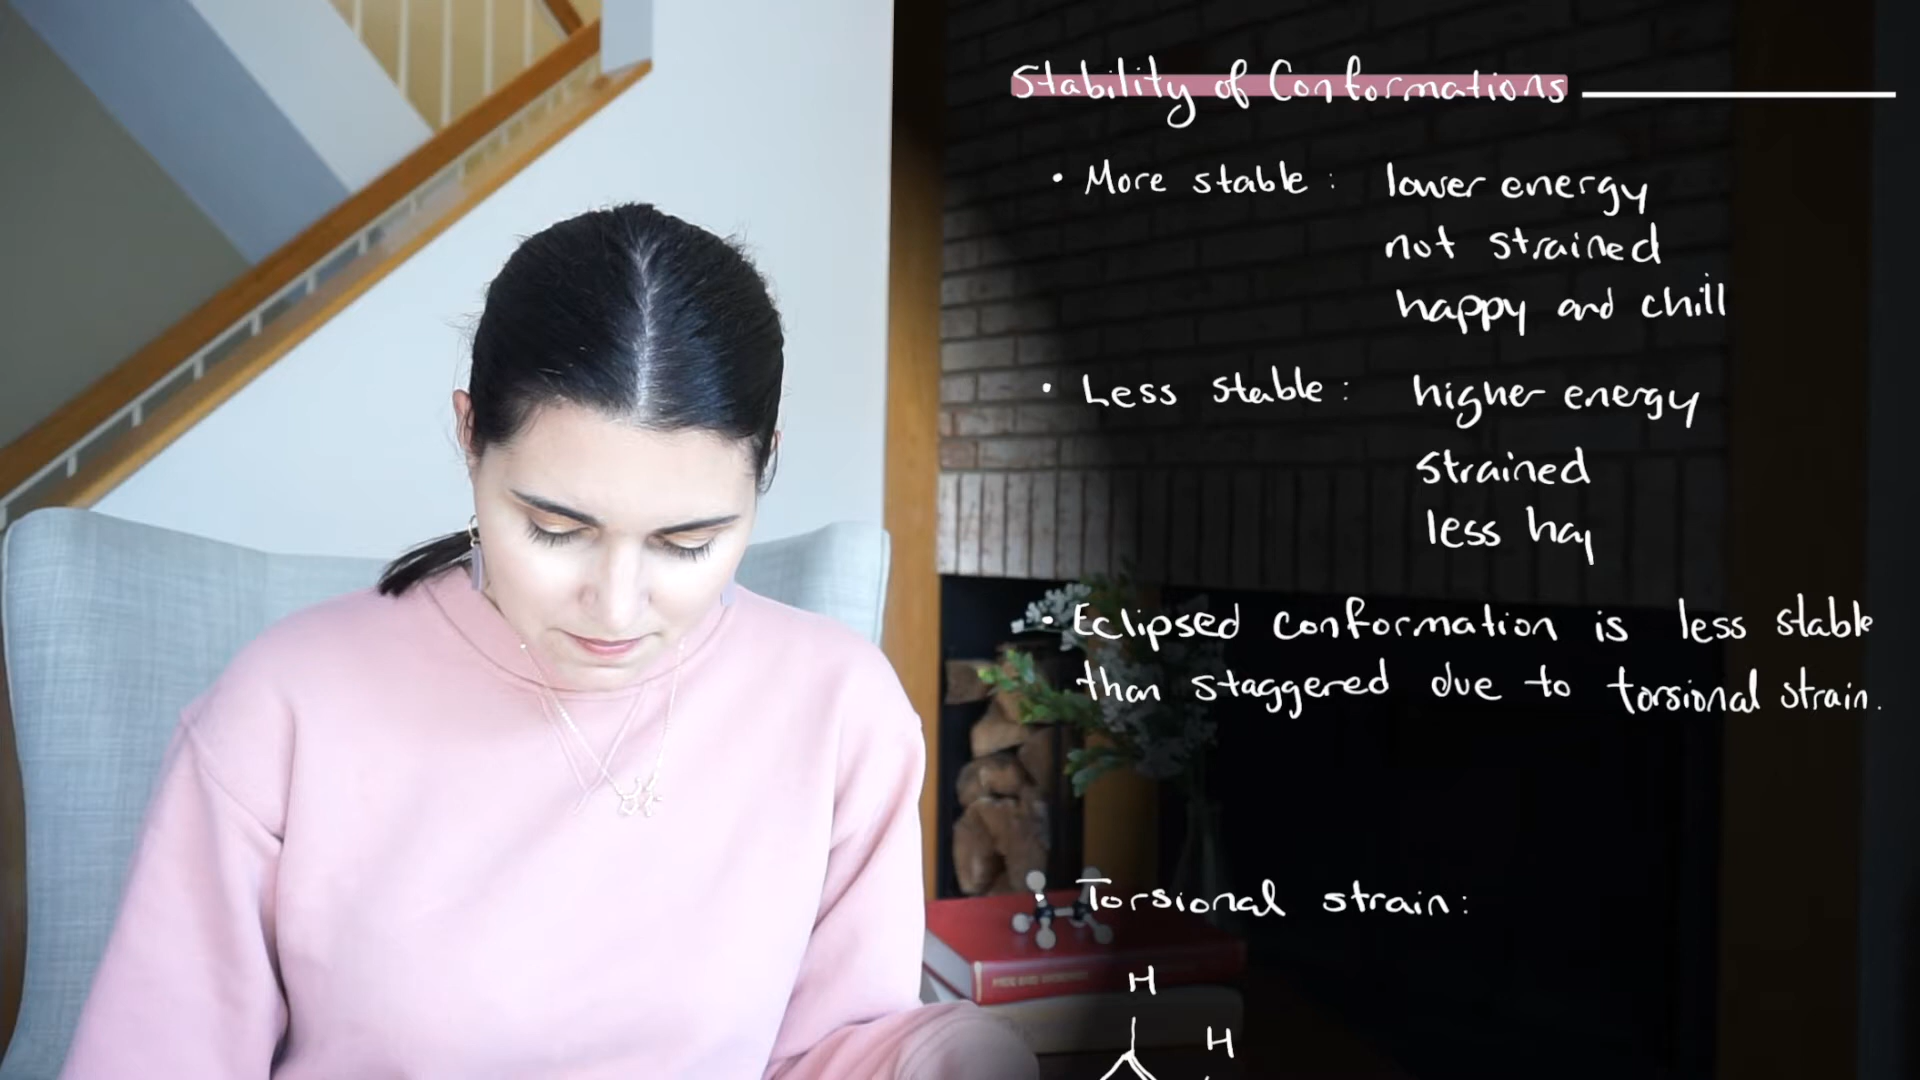 Stability of Conformations
• More stable : lower energy
not strained
happy and chill
• Less stable : higher energy
strained
less hap
• Eclipsed conformation is less stable
than staggered due to torsional strain.
• Torsional strain:
H
H